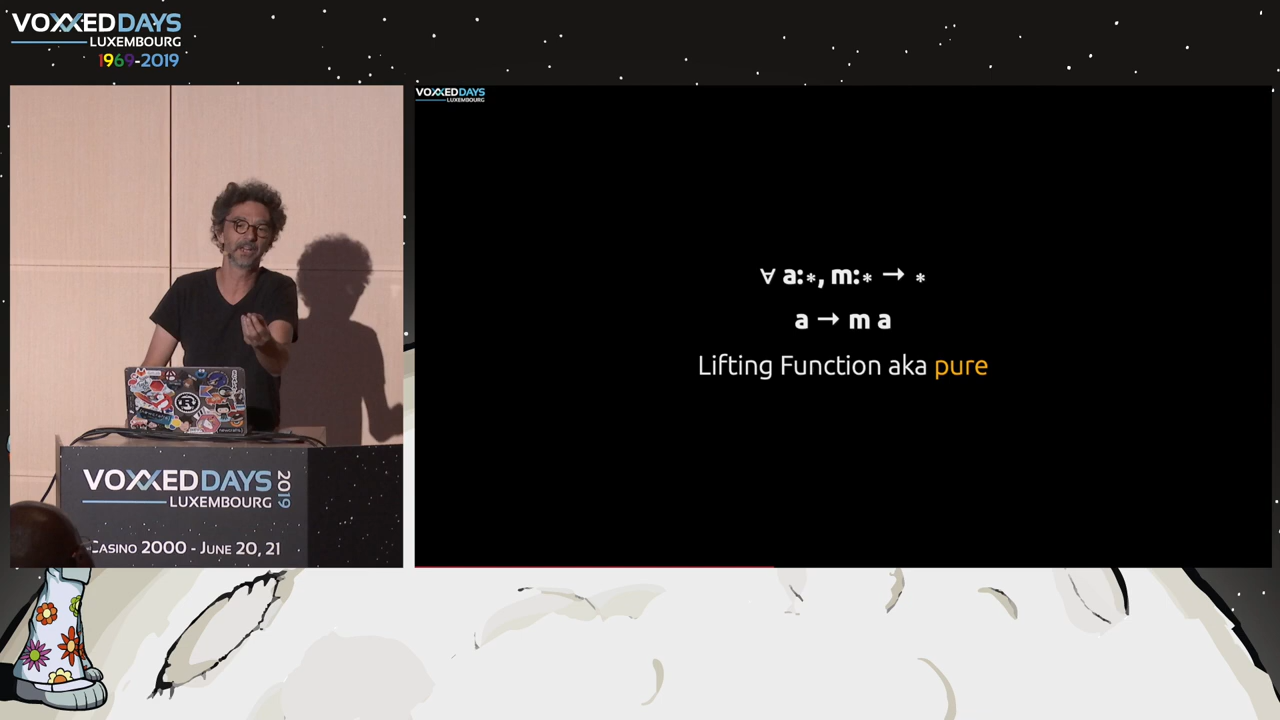 VOXXED DAYS
LUXEMBOURG
1969-2019
VOXXED DAYS
LUXEMBOURG
∀ a:*, m:* → *
a → m a
Lifting Function aka pure
VOXXED DAYS 2019
LUXEMBOURG
CASINO 2000 - JUNE 20, 21